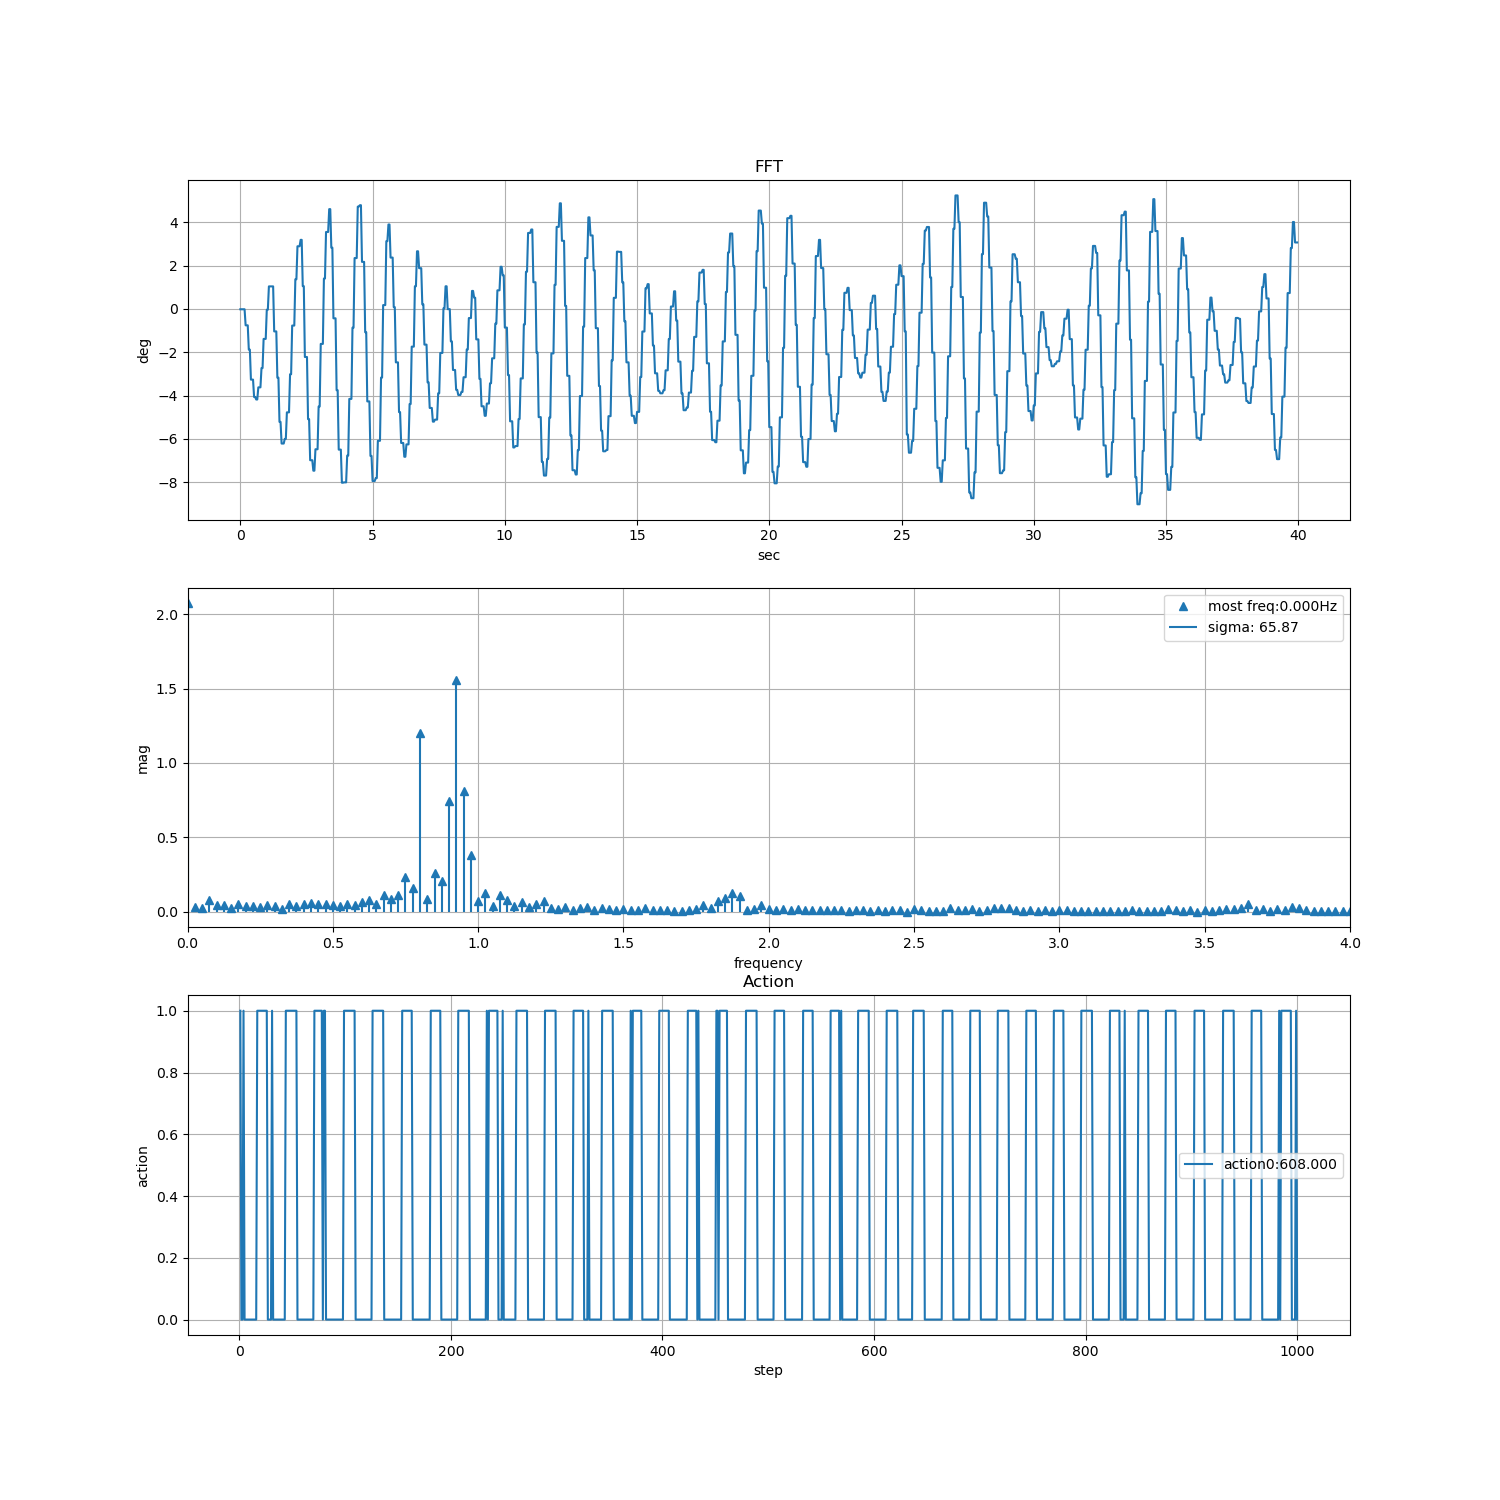 FFT
4
2
0
−2
−4
−6
−8
deg
0 5 10 15 20 25 30 35 40
sec
most freq:0.000Hz
sigma: 65.87
2.0
1.5
1.0
0.5
0.0
mag
0.0 0.5 1.0 1.5 2.0 2.5 3.0 3.5 4.0
frequency
Action
1.0
0.8
0.6
0.4
0.2
0.0
action
action0:608.000
0 200 400 600 800 1000
step